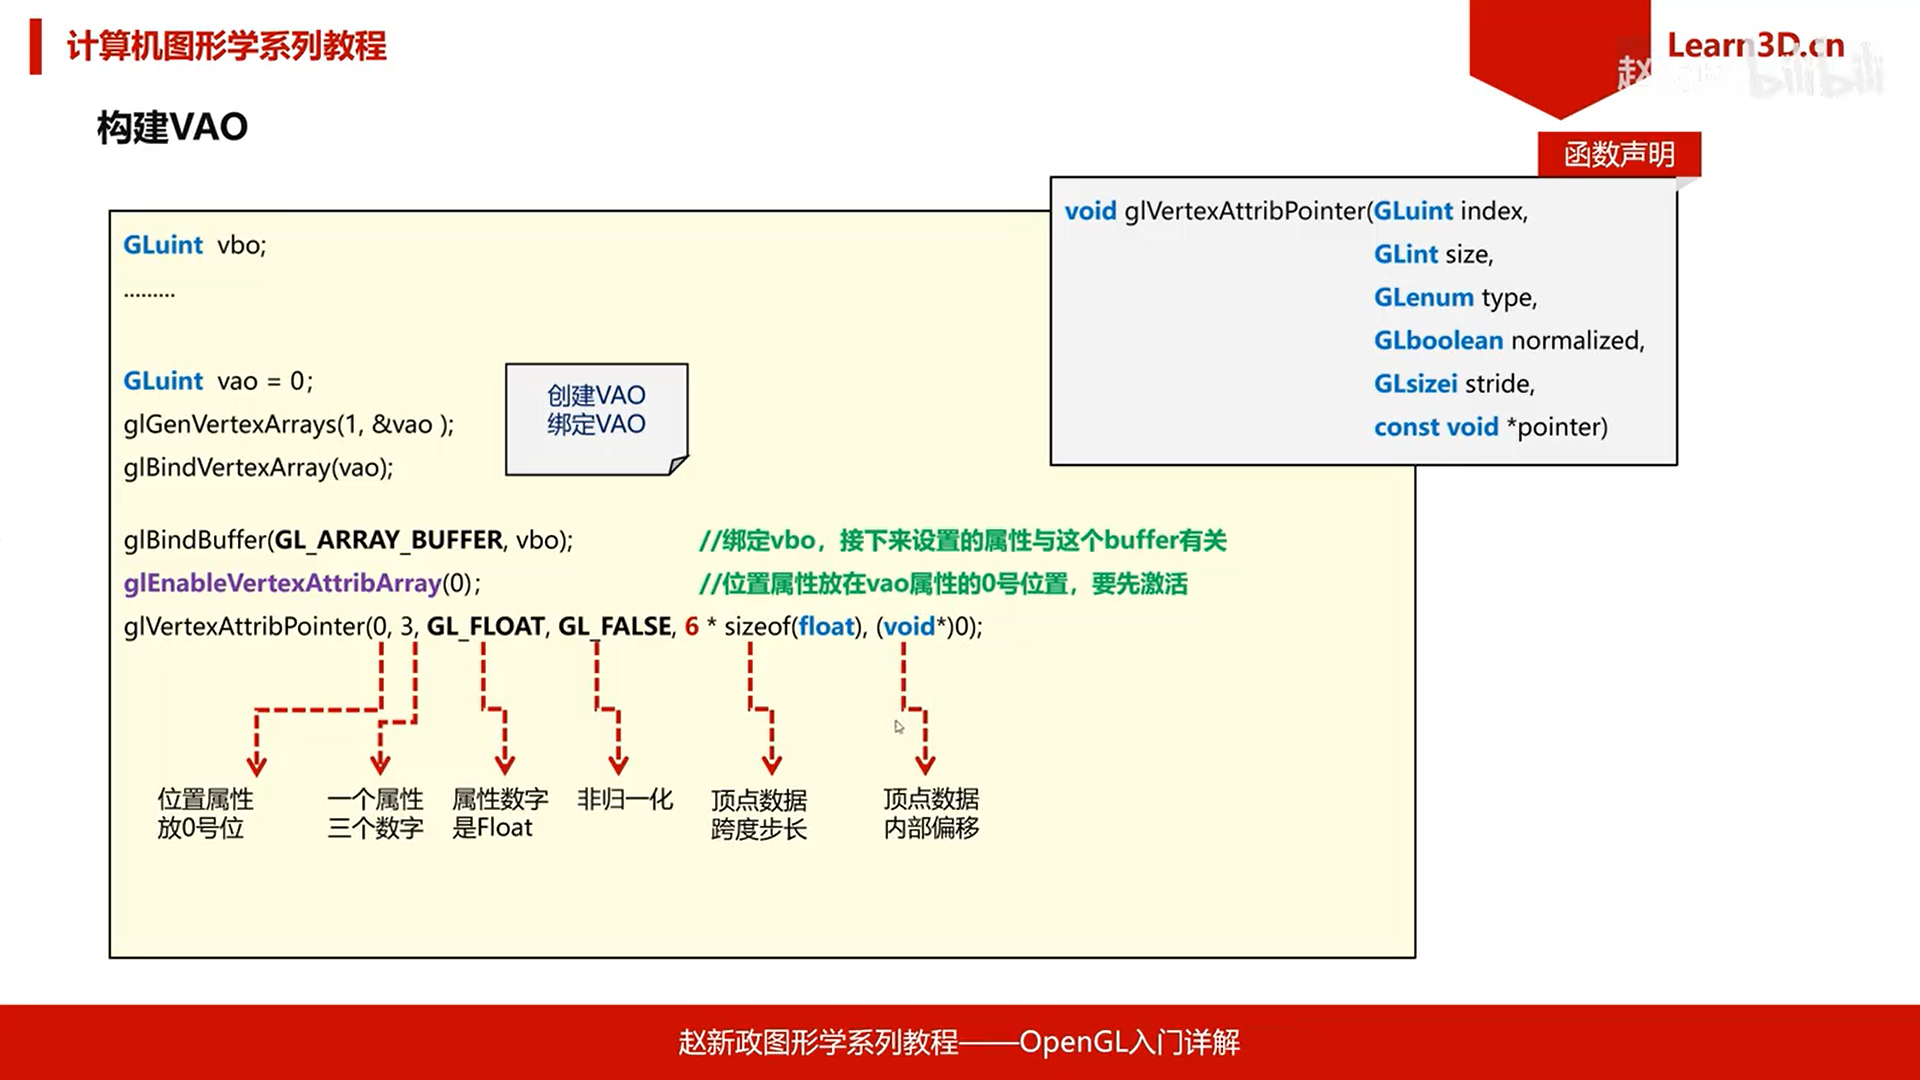 计算机图形学系列教程
Learn3D.cn
构建VAO
函数声明
void glVertexAttribPointer(GLuint index,
GLint size,
GLenum type,
GLboolean normalized,
GLsizei stride,
const void *pointer)
GLuint vbo;
.........
GLuint vao = 0;
glGenVertexArrays(1, &vao );
glBindVertexArray(vao);
创建VAO
绑定VAO
glBindBuffer(GL_ARRAY_BUFFER, vbo); //绑定vbo，接下来设置的属性与这个buffer有关
glEnableVertexAttribArray(0); //位置属性放在vao属性的0号位置，要先激活
glVertexAttribPointer(0, 3, GL_FLOAT, GL_FALSE, 6 * sizeof(float), (void*)0);
位置属性
放0号位
一个属性
三个数字
属性数字
是Float
非归一化
顶点数据
跨度步长
顶点数据
内部偏移
赵新政图形学系列教程——OpenGL入门详解